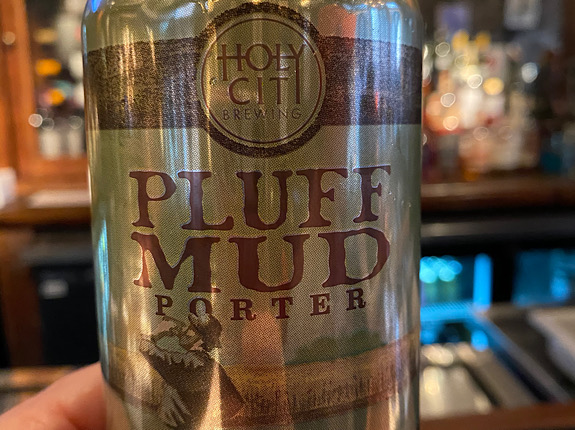 HOLY
CITY
BREWING
PLUFF
MUD
PORTER